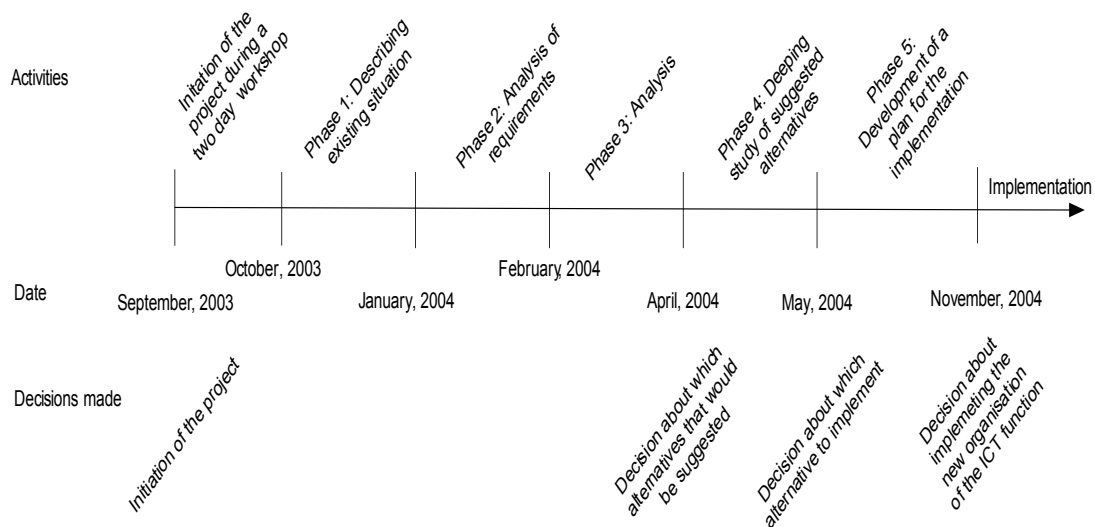 Activities
Initation of the
project during a
two day workshop
Phase 1: Describing
existing situation
Phase 2: Analysis of
requirements
Phase 3: Analysis
Phase 4: Deeping
study of suggested
alternatives
Phase 5:
Development of a
plan for the
implementation
Implementation
Date
September, 2003
October, 2003
January, 2004
February, 2004
April, 2004
May, 2004
November, 2004
Decisions made
Initiation of the project
Decision about which
alternatives that would
be suggested
Decision about which
alternative to implement
Decision about
implemeting the
new organisation
of the ICT function